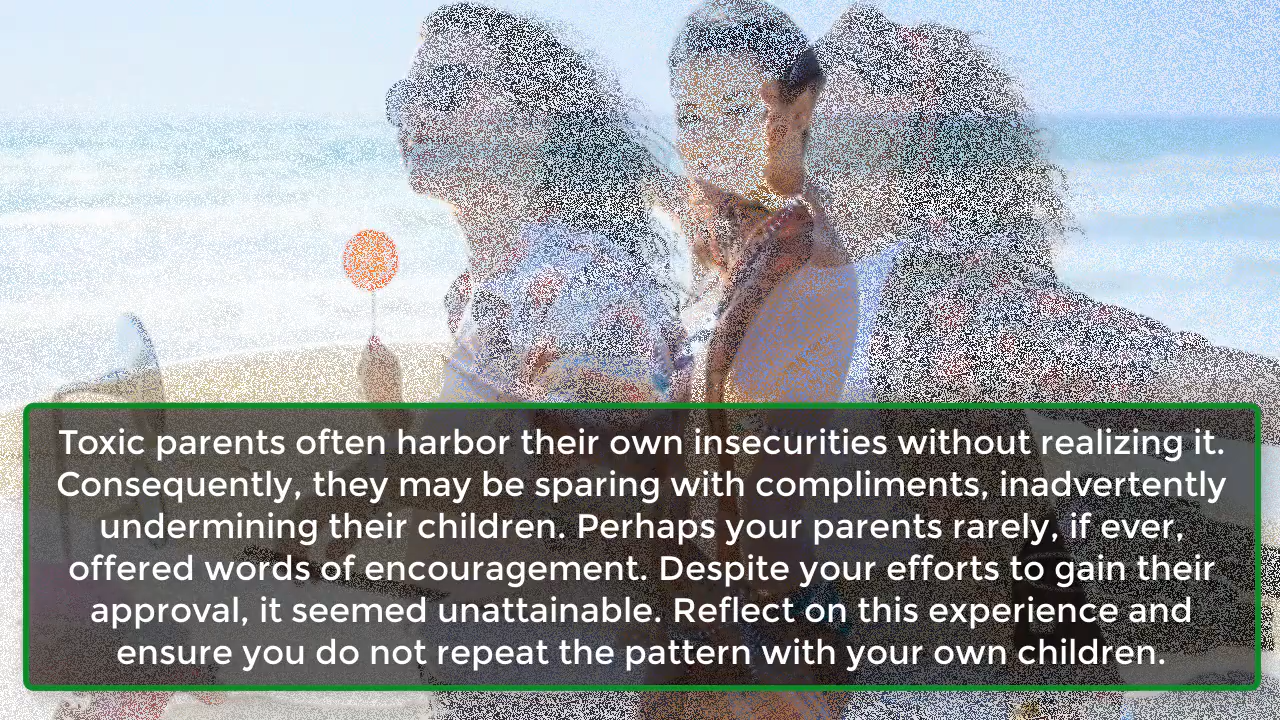 Toxic parents often harbor their own insecurities without realizing it.
Consequently, they may be sparing with compliments, inadvertently
undermining their children. Perhaps your parents rarely, if ever,
offered words of encouragement. Despite your efforts to gain their
approval, it seemed unattainable. Reflect on this experience and
ensure you do not repeat the pattern with your own children.